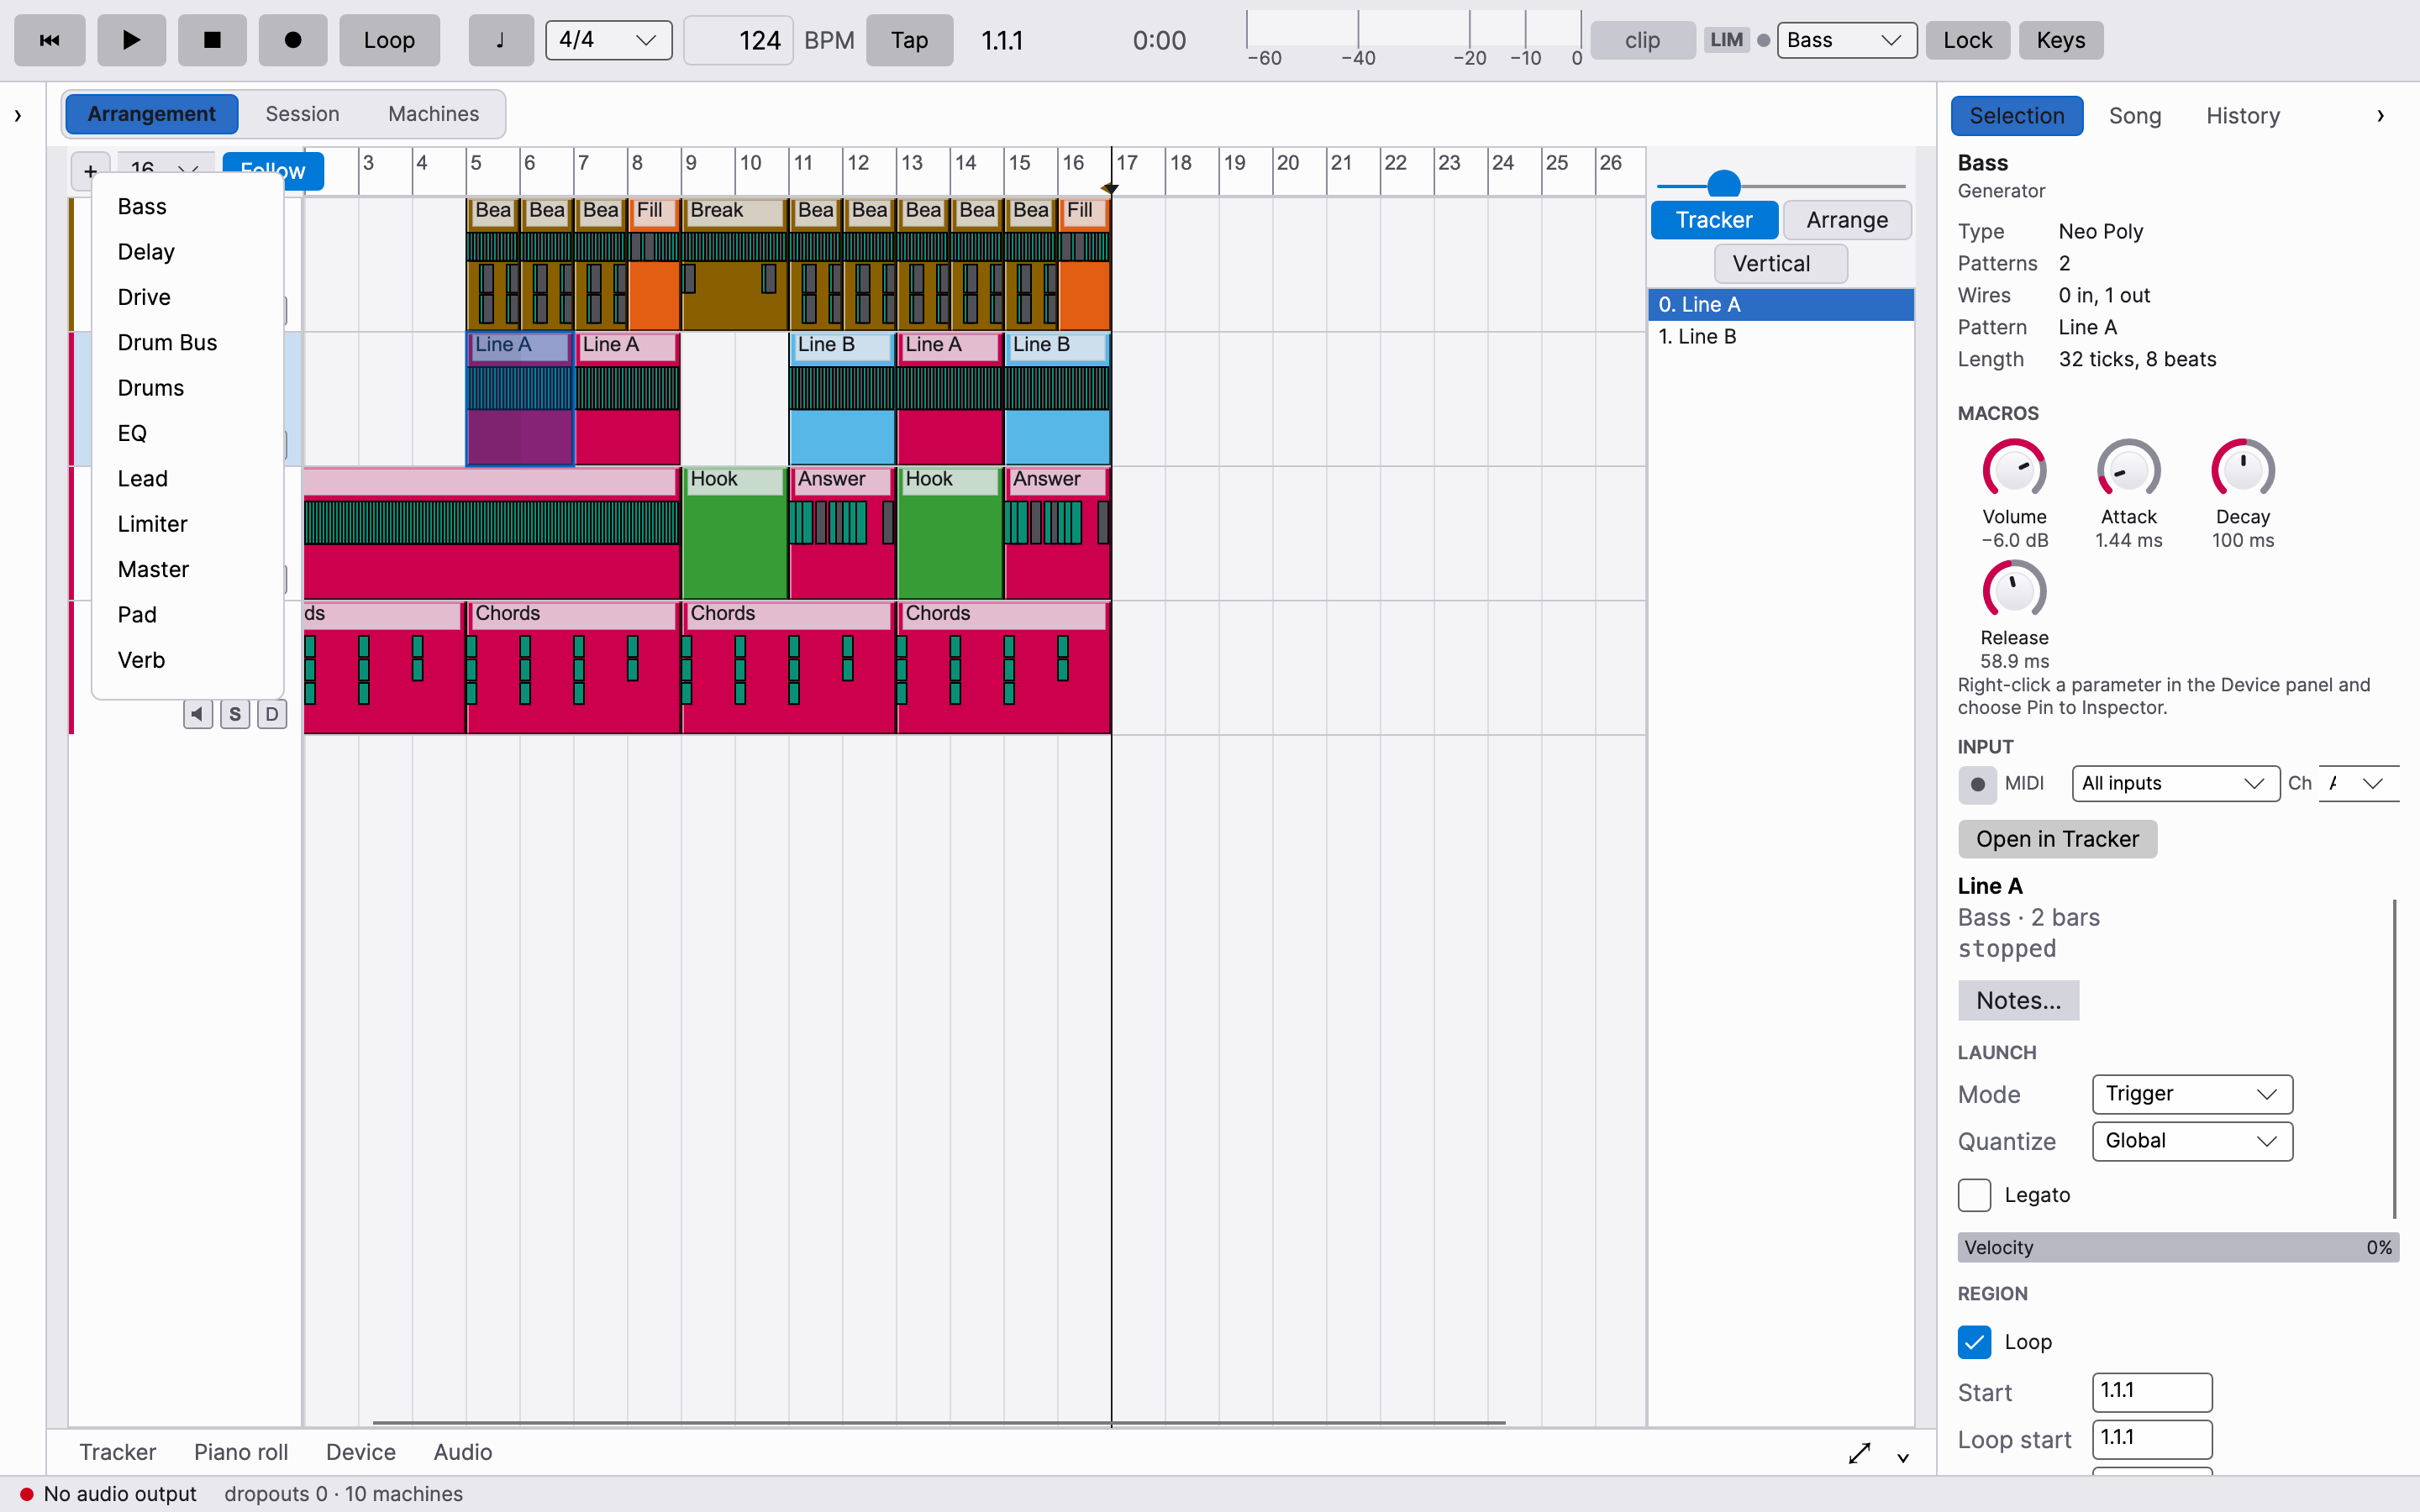 Loop
4/4
124 BPM
Tap
1.1.1
0:00
−60 −40 −20 −10 0
clip
LIM
Bass
Lock
Keys
Arrangement Session Machines
Selection Song History
+ 16 Follow
3 4 5 6 7 8 9 10 11 12 13 14 15 16 17 18 19 20 21 22 23 24 25 26
Bass
Delay
Drive
Drum Bus
Drums
EQ
Lead
Limiter
Master
Pad
Verb
S D
Bea Bea Bea Fill Break Bea Bea Bea Bea Bea Fill
Line A Line A Line B Line A Line B
Hook Answer Hook Answer
ds Chords Chords Chords
Tracker Arrange
Vertical
0. Line A
1. Line B
Bass
Generator
Type Neo Poly
Patterns 2
Wires 0 in, 1 out
Pattern Line A
Length 32 ticks, 8 beats
MACROS
Volume Attack Decay
−6.0 dB 1.44 ms 100 ms
Release
58.9 ms
Right-click a parameter in the Device panel and
choose Pin to Inspector.
INPUT
MIDI All inputs Ch
Open in Tracker
Line A
Bass · 2 bars
stopped
Notes...
LAUNCH
Mode Trigger
Quantize Global
Legato
Velocity 0%
REGION
Loop
Start 1.1.1
Loop start 1.1.1
Tracker Piano roll Device Audio
No audio output dropouts 0 · 10 machines